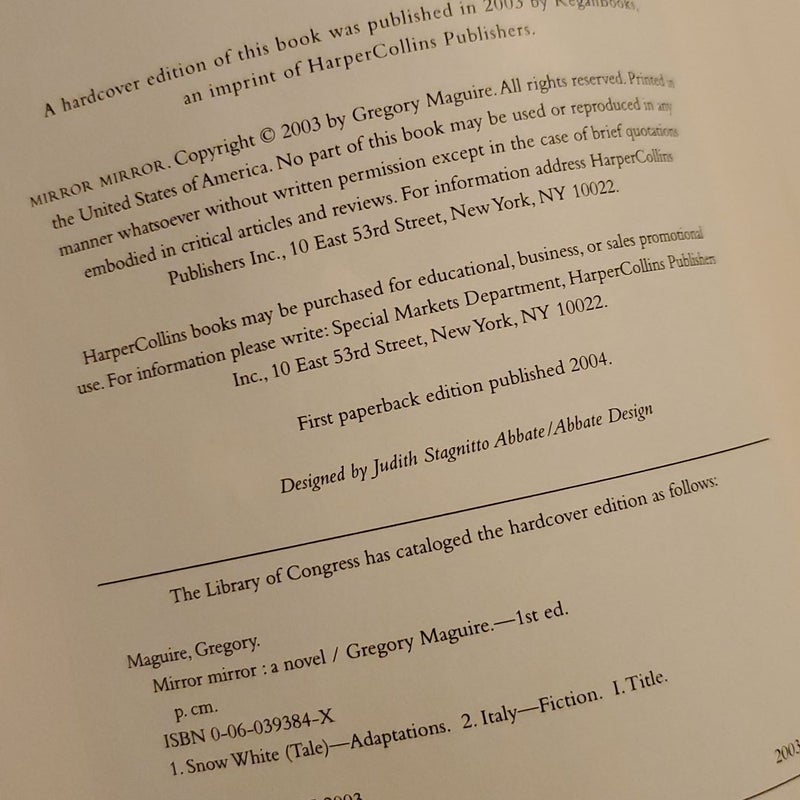 A hardcover edition of this book was published in 2003 by ReganBooks,
an imprint of HarperCollins Publishers.
MIRROR MIRROR. Copyright © 2003 by Gregory Maguire. All rights reserved. Printed in
the United States of America. No part of this book may be used or reproduced in any
manner whatsoever without written permission except in the case of brief quotations
embodied in critical articles and reviews. For information address HarperCollins
Publishers Inc., 10 East 53rd Street, New York, NY 10022.
HarperCollins books may be purchased for educational, business, or sales promotional
use. For information please write: Special Markets Department, HarperCollins Publishers
Inc., 10 East 53rd Street, New York, NY 10022.
First paperback edition published 2004.
Designed by Judith Stagnitto Abbate/Abbate Design
The Library of Congress has cataloged the hardcover edition as follows:
Maguire, Gregory.
Mirror mirror : a novel / Gregory Maguire.—1st ed.
p. cm.
ISBN 0-06-039384-X
1. Snow White (Tale)—Adaptations. 2. Italy—Fiction. I. Title.
2003
2003